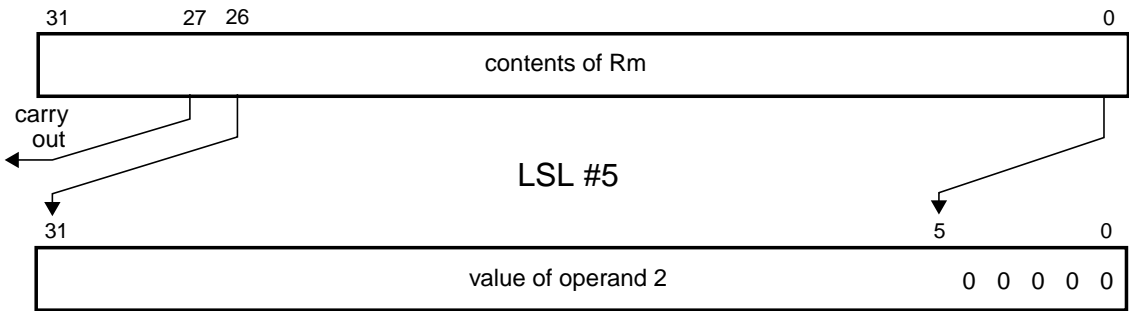 31 27 26 0
contents of Rm
carry
out
LSL #5
31 5 0
value of operand 2 0 0 0 0 0